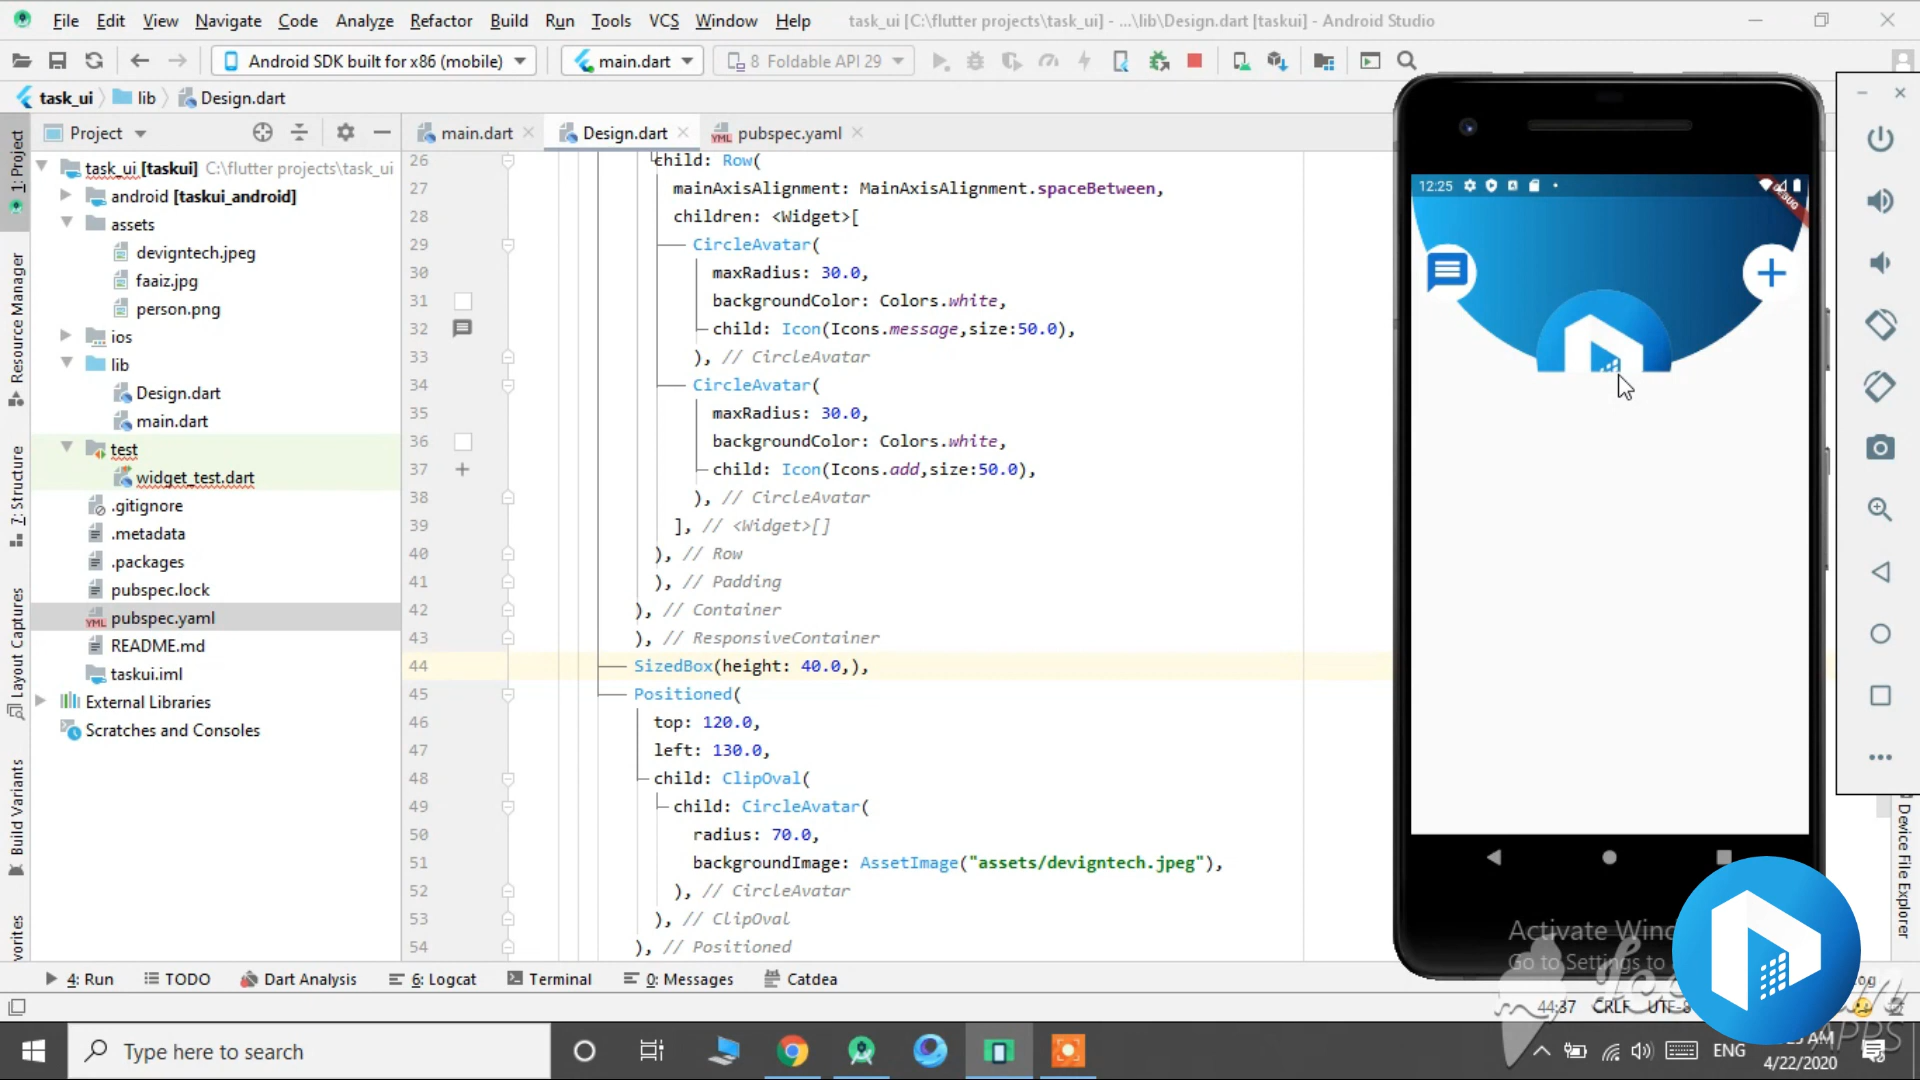 File Edit View Navigate Code Analyze Refactor Build Run Tools VCS Window Help task_ui [C:\flutter projects\task_ui] - ...\lib\Design.dart [taskui] - Android Studio
Android SDK built for x86 (mobile) main.dart 8 Foldable API 29
task_ui lib Design.dart
Project
main.dart Design.dart pubspec.yaml
1: Project
Resource Manager
7: Structure
Layout Captures
Build Variants
task_ui [taskui] C:\flutter projects\task_ui
android [taskui_android]
assets
devigntech.jpeg
faaiz.jpg
person.png
ios
lib
Design.dart
main.dart
test
widget_test.dart
.gitignore
.metadata
.packages
pubspec.lock
pubspec.yaml
README.md
taskui.iml
External Libraries
Scratches and Consoles
26 child: Row(
27 mainAxisAlignment: MainAxisAlignment.spaceBetween,
28 children: <Widget>[
29 CircleAvatar(
30 maxRadius: 30.0,
31 backgroundColor: Colors.white,
32 child: Icon(Icons.message,size:50.0),
33 ), // CircleAvatar
34 CircleAvatar(
35 maxRadius: 30.0,
36 backgroundColor: Colors.white,
37 child: Icon(Icons.add,size:50.0),
38 ), // CircleAvatar
39 ], // <Widget>[]
40 ), // Row
41 ), // Padding
42 ), // Container
43 ), // ResponsiveContainer
44 SizedBox(height: 40.0,),
45 Positioned(
46 top: 120.0,
47 left: 130.0,
48 child: ClipOval(
49 child: CircleAvatar(
50 radius: 70.0,
51 backgroundImage: AssetImage("assets/devigntech.jpeg"),
52 ), // CircleAvatar
53 ), // ClipOval
54 ), // Positioned
12:25
Device File Explorer
Activate
Go to Settings to
4: Run TODO Dart Analysis 6: Logcat Terminal 0: Messages Catdea
44:37 CRLF UTF-8
APPS
Type here to search
ENG
AM
4/22/2020